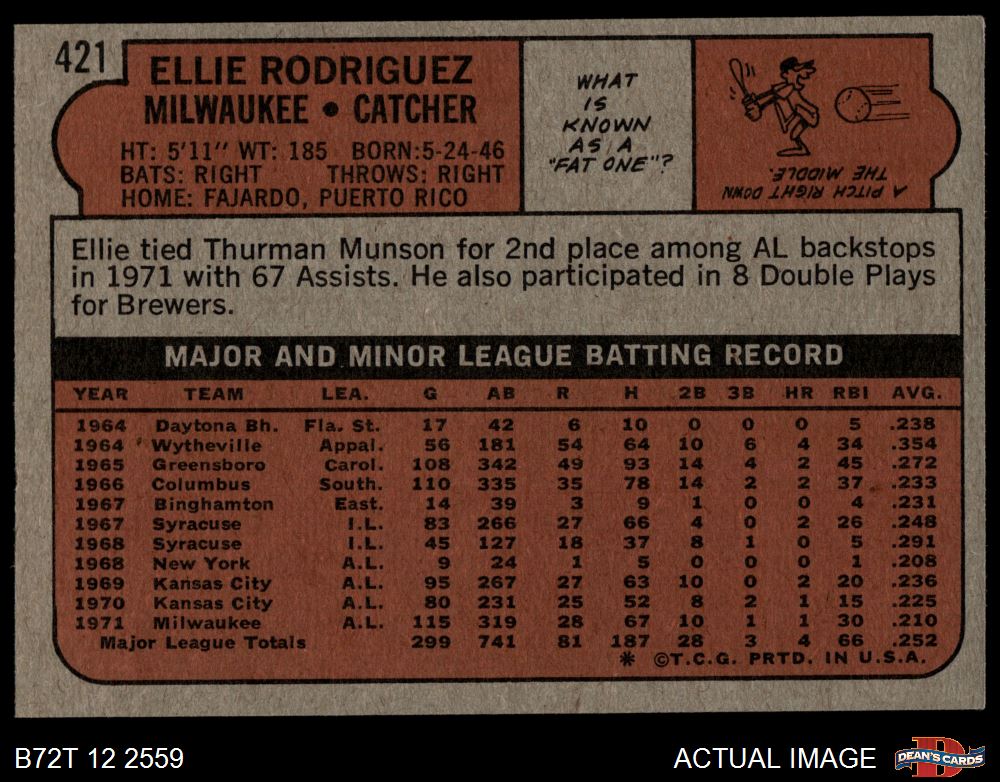 421
ELLIE RODRIGUEZ
MILWAUKEE • CATCHER
HT: 5'11" WT: 185 BORN:5-24-46
BATS: RIGHT THROWS: RIGHT
HOME: FAJARDO, PUERTO RICO
WHAT
IS
KNOWN
AS A
"FAT ONE"?
A PITCH RIGHT DOWN
THE MIDDLE.
Ellie tied Thurman Munson for 2nd place among AL backstops
in 1971 with 67 Assists. He also participated in 8 Double Plays
for Brewers.
MAJOR AND MINOR LEAGUE BATTING RECORD
YEAR TEAM LEA. G AB R H 2B 3B HR RBI AVG.
1964 Daytona Bh. Fla. St. 17 42 6 10 0 0 0 5 .238
1964 Wytheville Appal. 56 181 54 64 10 6 4 34 .354
1965 Greensboro Carol. 108 342 49 93 14 4 2 45 .272
1966 Columbus South. 110 335 35 78 14 2 2 37 .233
1967 Binghamton East. 14 39 3 9 1 0 0 4 .231
1967 Syracuse I.L. 83 266 27 66 4 0 2 26 .248
1968 Syracuse I.L. 45 127 18 37 8 1 0 5 .291
1968 New York A.L. 9 24 1 5 0 0 0 1 .208
1969 Kansas City A.L. 95 267 27 63 10 0 2 20 .236
1970 Kansas City A.L. 80 231 25 52 8 2 1 15 .225
1971 Milwaukee A.L. 115 319 28 67 10 1 1 30 .210
Major League Totals 299 741 81 187 28 3 4 66 .252
* ©T.C.G. PRTD. IN U.S.A.
B72T 12 2559
ACTUAL IMAGE
D
DEAN'S CARDS